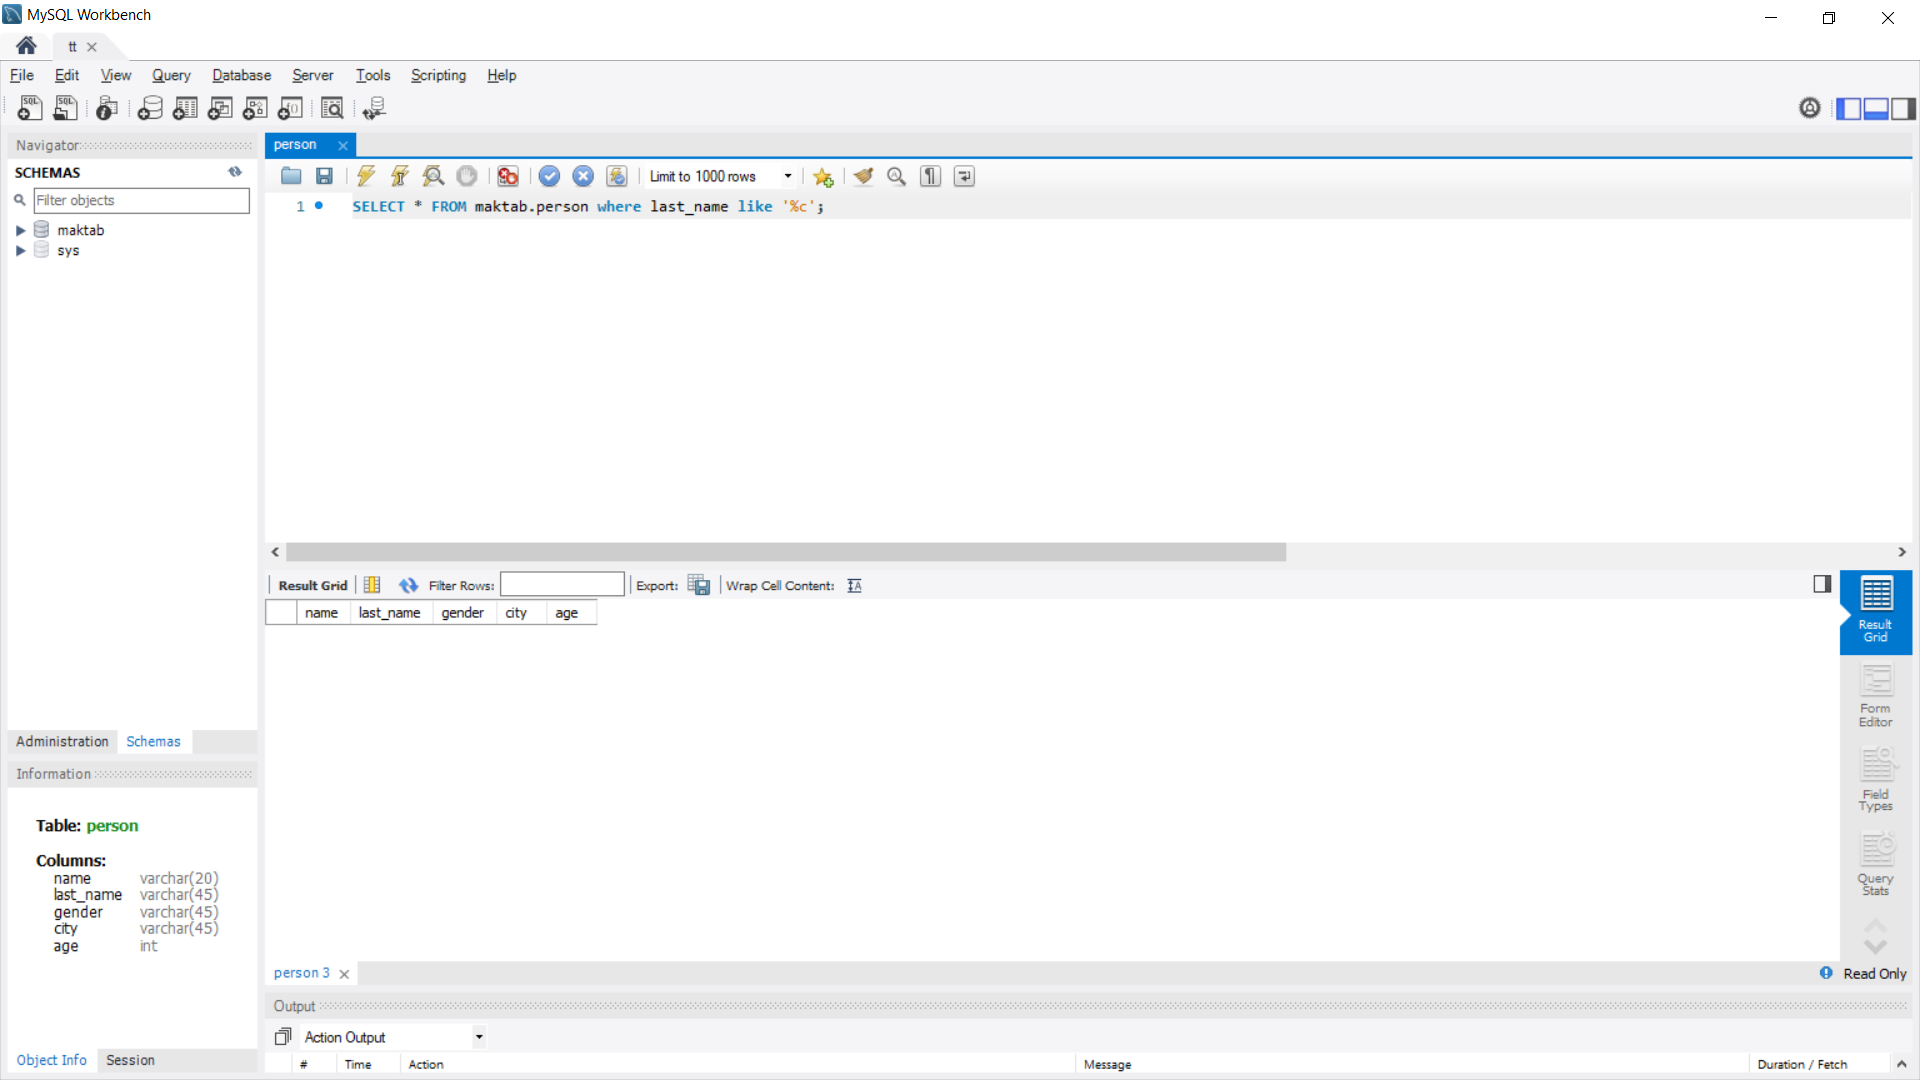 MySQL Workbench
tt
File Edit View Query Database Server Tools Scripting Help
Navigator
SCHEMAS
Filter objects
maktab
sys
Administration Schemas
Information
Table: person
Columns:
name varchar(20)
last_name varchar(45)
gender varchar(45)
city varchar(45)
age int
Object Info Session
person
Limit to 1000 rows
1 SELECT * FROM maktab.person where last_name like '%c';
Result Grid Filter Rows: Export: Wrap Cell Content:
name last_name gender city age
Result
Grid
Form
Editor
Field
Types
Query
Stats
person 3
Read Only
Output
Action Output
# Time Action Message Duration / Fetch